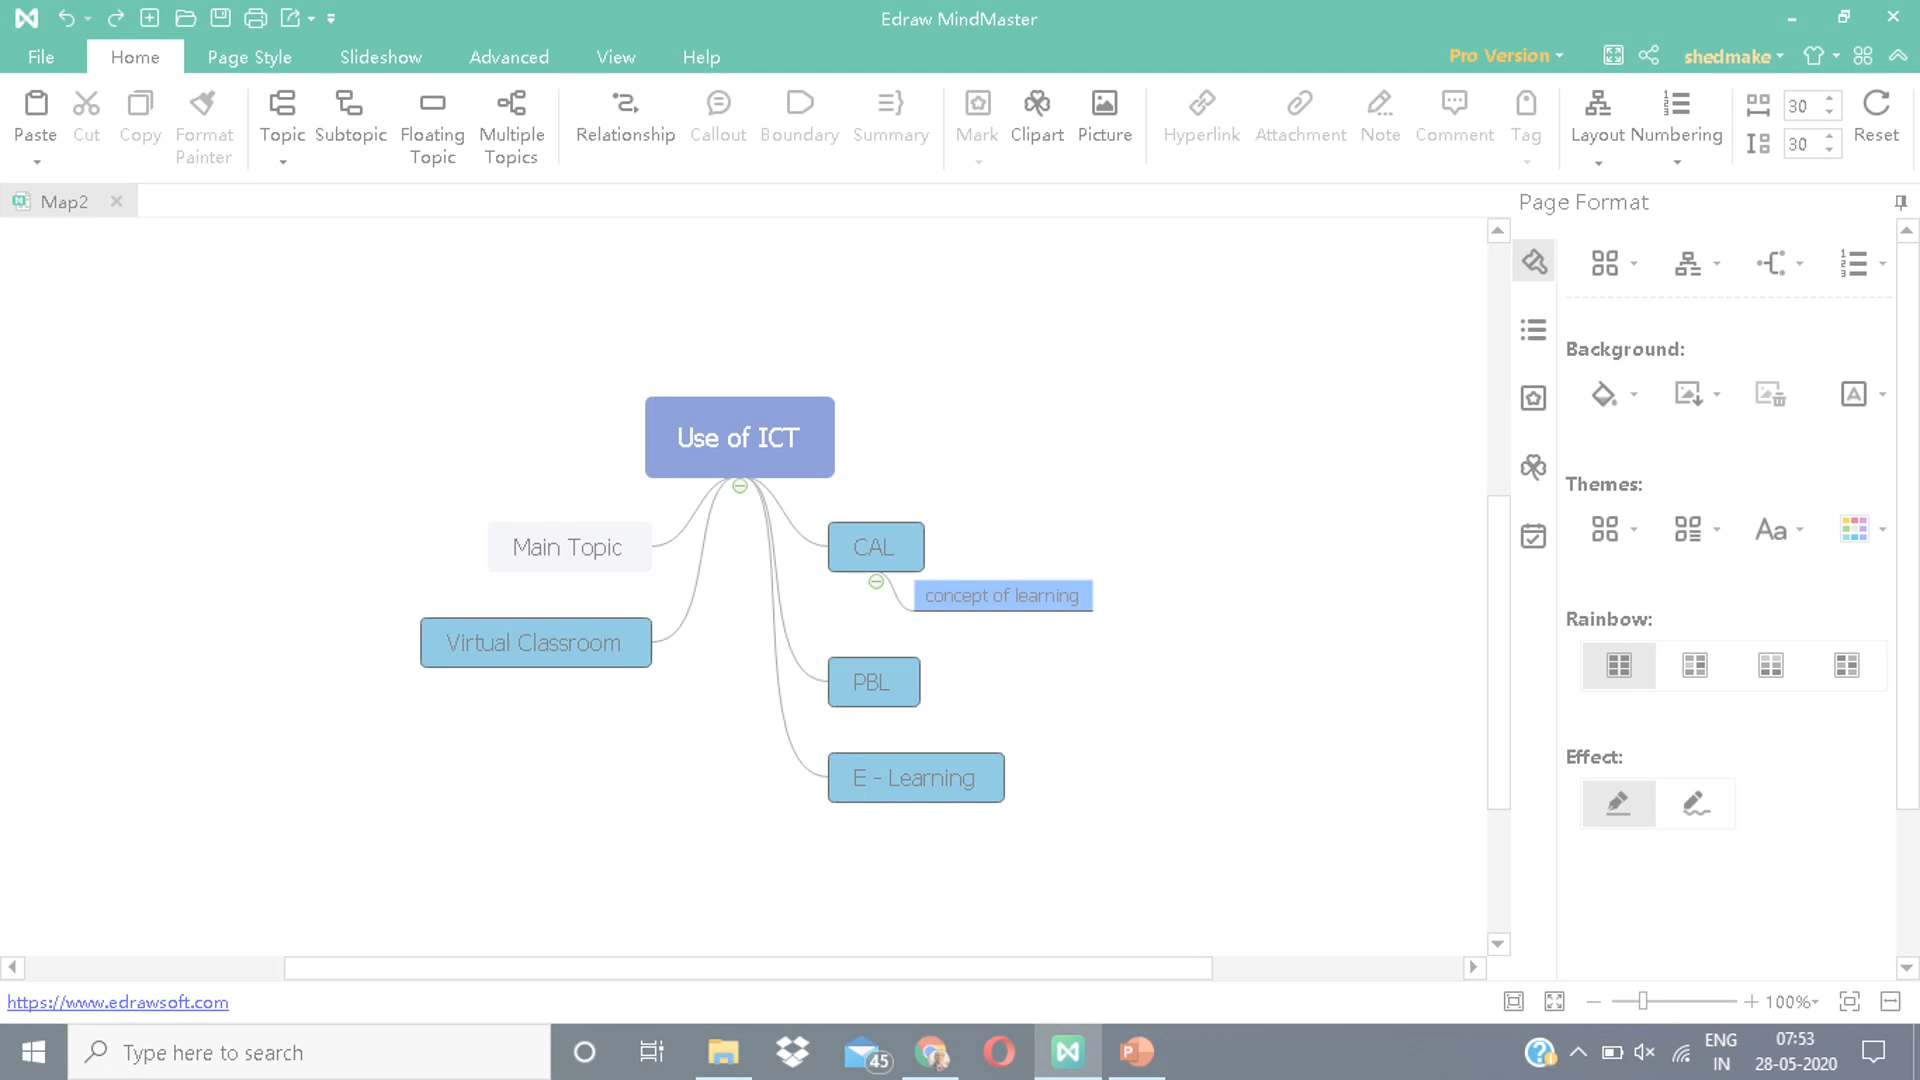 Edraw MindMaster
File Home Page Style Slideshow Advanced View Help Pro Version shedmake
Paste Cut Copy Format Painter Topic Subtopic Floating Topic Multiple Topics Relationship Callout Boundary Summary Mark Clipart Picture Hyperlink Attachment Note Comment Tag Layout Numbering 30 30 Reset
Map2
Page Format
Background:
Use of ICT
Themes:
Main Topic
CAL
concept of learning
Rainbow:
Virtual Classroom
PBL
Effect:
E - Learning
https://www.edrawsoft.com
100%
Type here to search
45
ENG
IN
07:53
28-05-2020